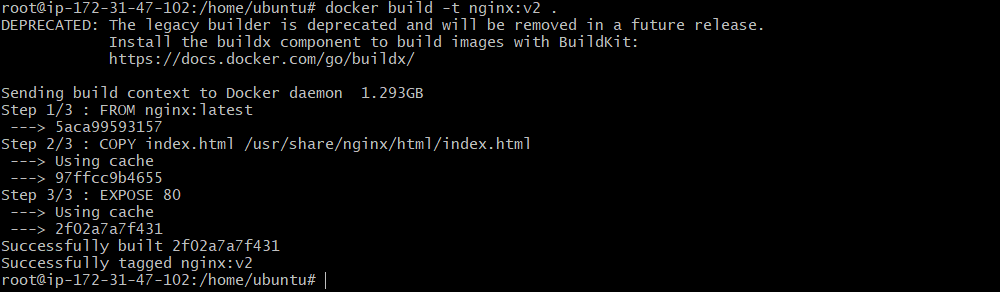 root@ip-172-31-47-102:/home/ubuntu# docker build -t nginx:v2 .
DEPRECATED: The legacy builder is deprecated and will be removed in a future release.
            Install the buildx component to build images with BuildKit:
            https://docs.docker.com/go/buildx/

Sending build context to Docker daemon  1.293GB
Step 1/3 : FROM nginx:latest
 ---> 5aca99593157
Step 2/3 : COPY index.html /usr/share/nginx/html/index.html
 ---> Using cache
 ---> 97ffcc9b4655
Step 3/3 : EXPOSE 80
 ---> Using cache
 ---> 2f02a7a7f431
Successfully built 2f02a7a7f431
Successfully tagged nginx:v2
root@ip-172-31-47-102:/home/ubuntu#